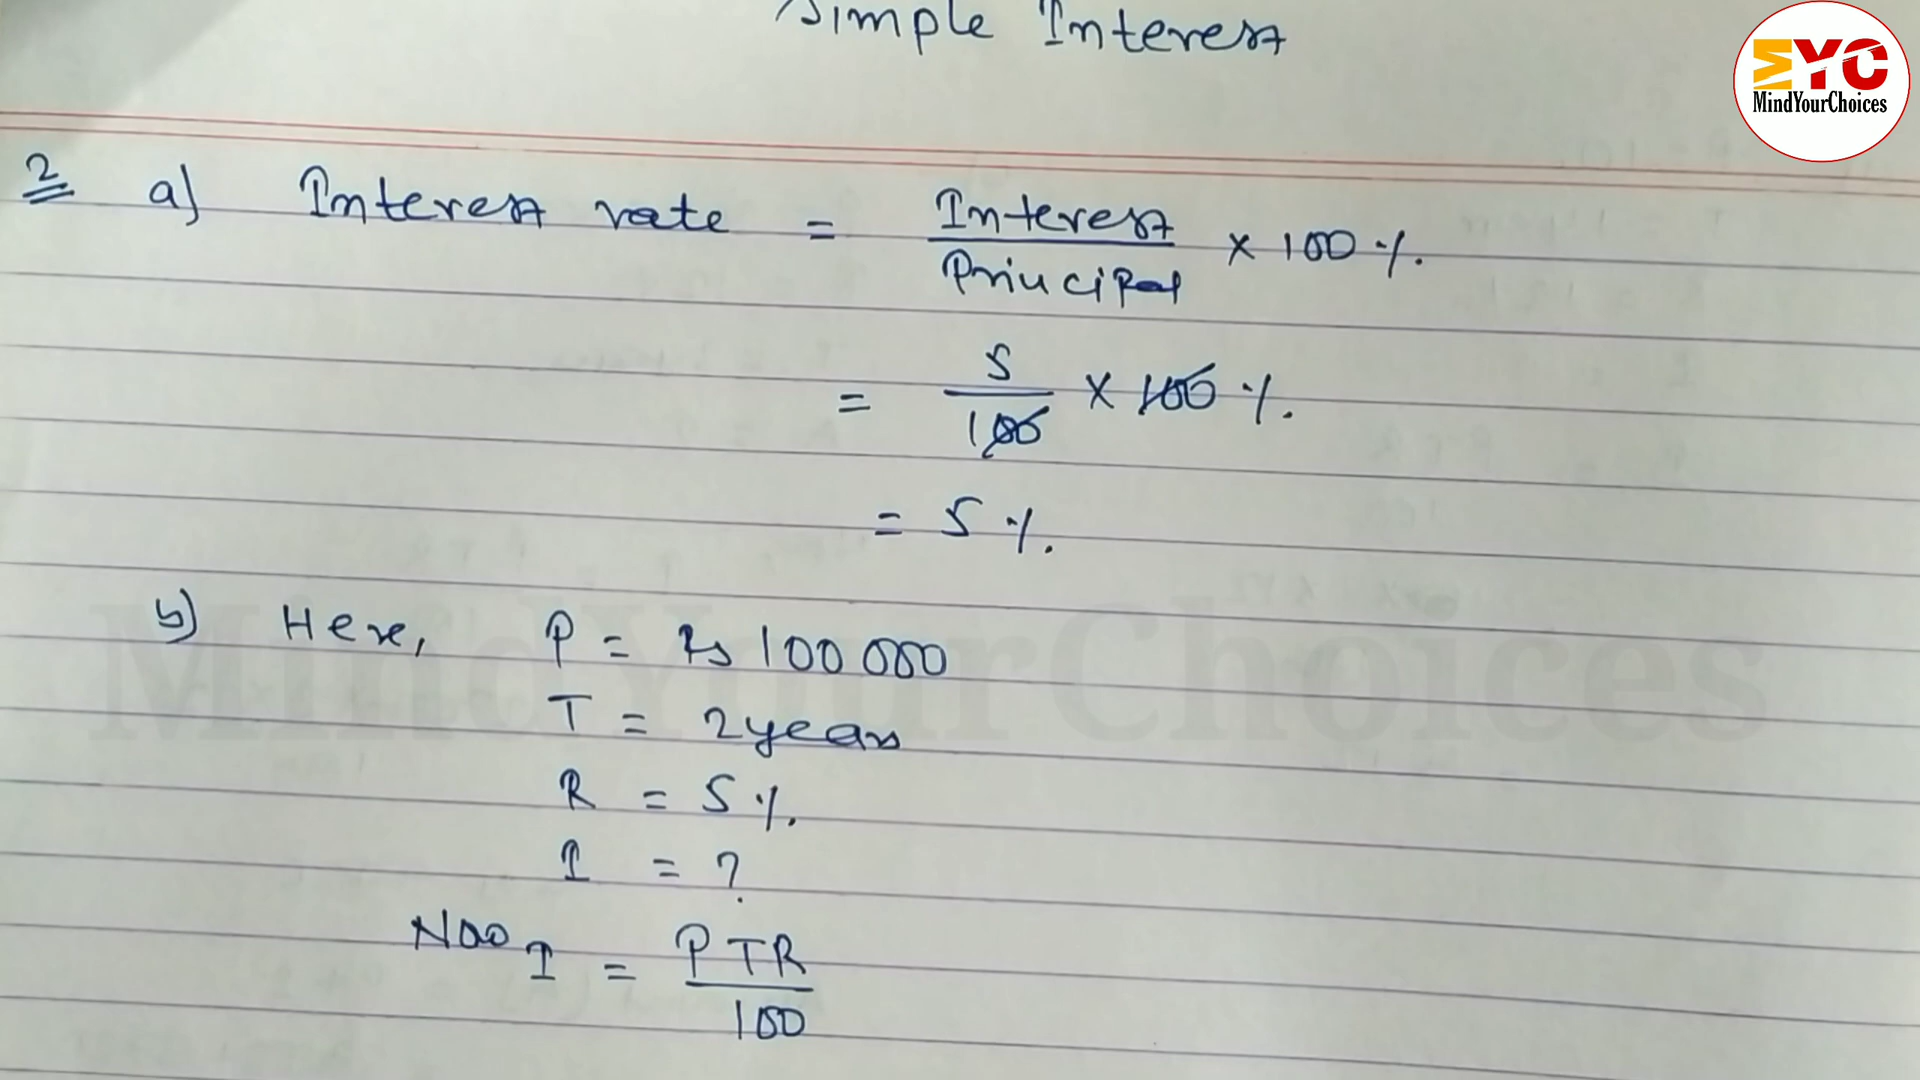 Simple Interest
MYC
MindYourChoices
2 a) Interest rate = Interest / Principal × 100 %.
= 5 / 100 × 100 %.
= 5 %.
b) Here, P = Rs 100 000
T = 2 years
R = 5 %.
I = ?
Now I = PTR / 100
MindYourChoices